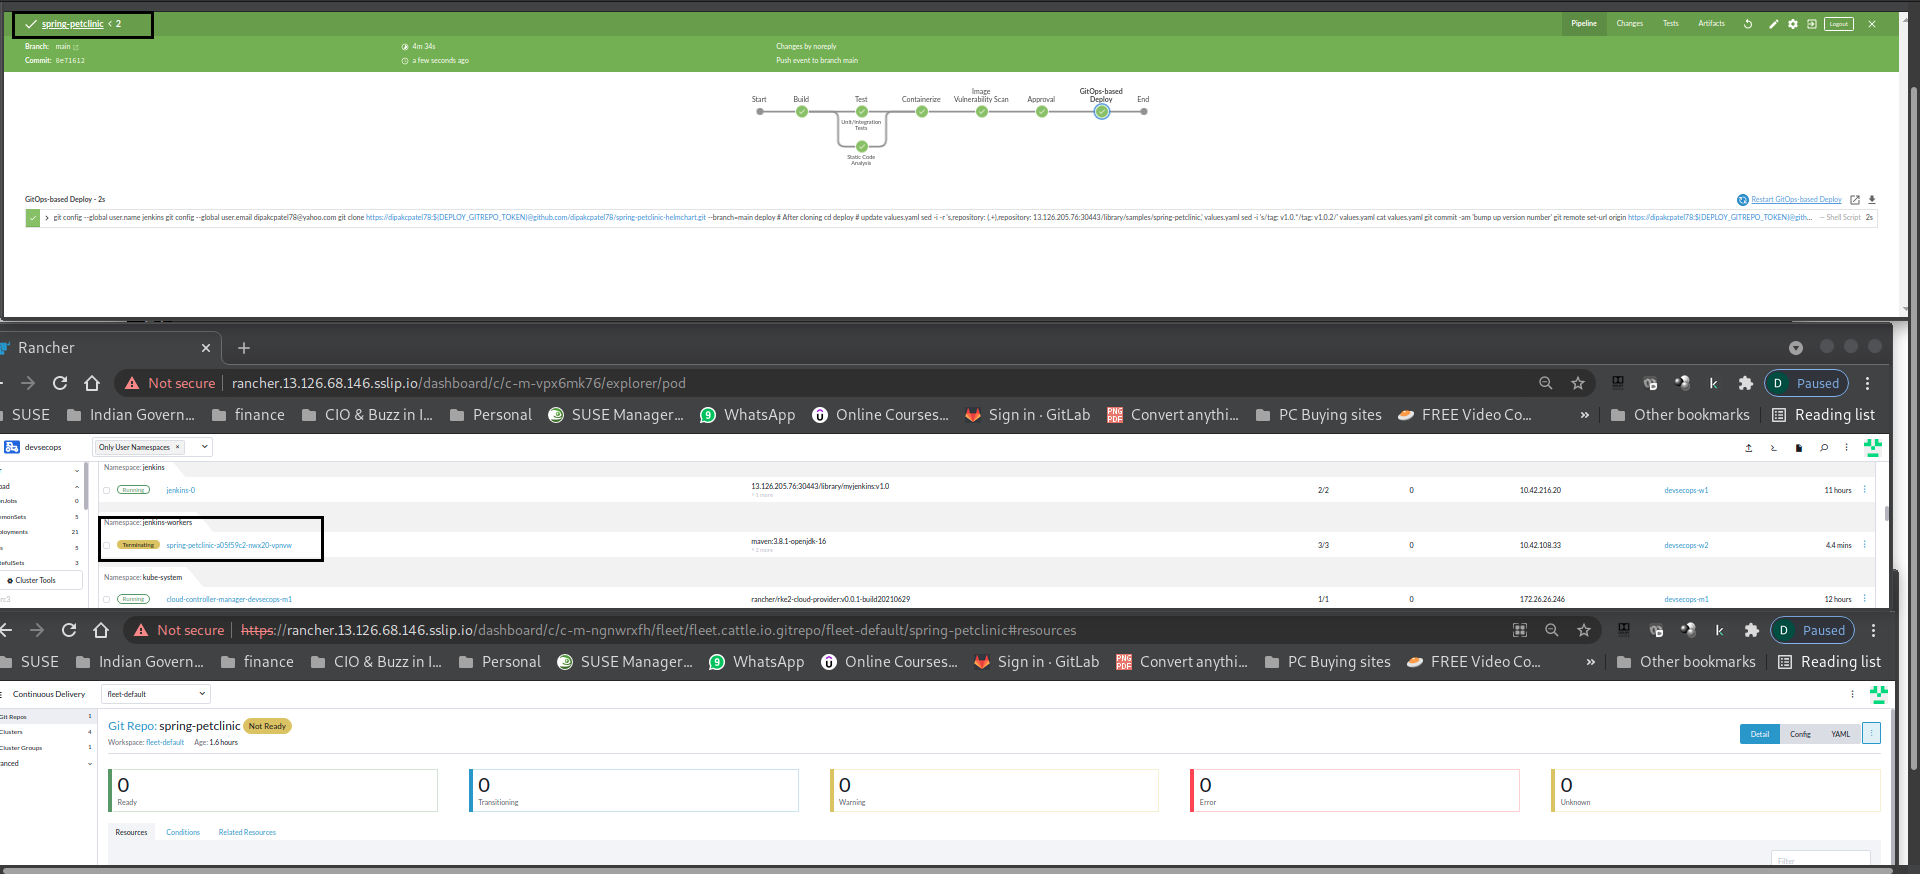 spring-petclinic < 2
Pipeline Changes Tests Artifacts Logout
Branch: main 4m 34s Changes by noreply
Commit: 0e71612 a few seconds ago Push event to branch main
Start Build Test Containerize Image Vulnerability Scan Approval GitOps-based Deploy End
Unit/Integration Tests
Static Code Analysis
GitOps-based Deploy - 2s Restart GitOps-based Deploy
git config --global user.name jenkins git config --global user.email dipakcpatel78@yahoo.com git clone https://dipakcpatel78:${DEPLOY_GITREPO_TOKEN}@github.com/dipakcpatel78/spring-petclinic-helmchart.git --branch=main deploy # After cloning cd deploy # update values.yaml sed -i -r 's,repository: (.+),repository: 13.126.205.76:30443/library/samples/spring-petclinic,' values.yaml sed -i 's/tag: v1.0.*/tag: v1.0.2/' values.yaml cat values.yaml git commit -am 'bump up version number' git remote set-url origin https://dipakcpatel78:${DEPLOY_GITREPO_TOKEN}@gith... — Shell Script 2s
Rancher
Not secure rancher.13.126.68.146.sslip.io/dashboard/c/c-m-vpx6mk76/explorer/pod D Paused
SUSE Indian Govern... finance CIO & Buzz in I... Personal SUSE Manager... WhatsApp Online Courses... Sign in · GitLab Convert anythi... PC Buying sites FREE Video Co... » Other bookmarks Reading list
devsecops Only User Namespaces ×
Namespace: jenkins
oad
onJobs 0
emonSets 5
ployments 21
s 5
tefulSets 3
Cluster Tools
Running jenkins-0 13.126.205.76:30443/library/myjenkins:v1.0 2/2 0 10.42.216.20 devsecops-w1 11 hours
+ 1 more
Namespace: jenkins-workers
Terminating spring-petclinic-a05f59c2-nwx20-vpnvw maven:3.8.1-openjdk-16 3/3 0 10.42.108.33 devsecops-w2 4.4 mins
+ 2 more
Namespace: kube-system
Running cloud-controller-manager-devsecops-m1 rancher/rke2-cloud-provider:v0.0.1-build20210629 1/1 0 172.26.26.246 devsecops-m1 12 hours
Not secure https://rancher.13.126.68.146.sslip.io/dashboard/c/c-m-ngnwrxfh/fleet/fleet.cattle.io.gitrepo/fleet-default/spring-petclinic#resources D Paused
SUSE Indian Govern... finance CIO & Buzz in I... Personal SUSE Manager... WhatsApp Online Courses... Sign in · GitLab Convert anythi... PC Buying sites FREE Video Co... » Other bookmarks Reading list
Continuous Delivery fleet-default
Git Repos 1
Clusters 4
Cluster Groups 1
anced
Git Repo: spring-petclinic Not Ready
Workspace: fleet-default Age: 1.6 hours
Detail Config YAML
0 0 0 0 0
Ready Transitioning Warning Error Unknown
Resources Conditions Related Resources
Filter